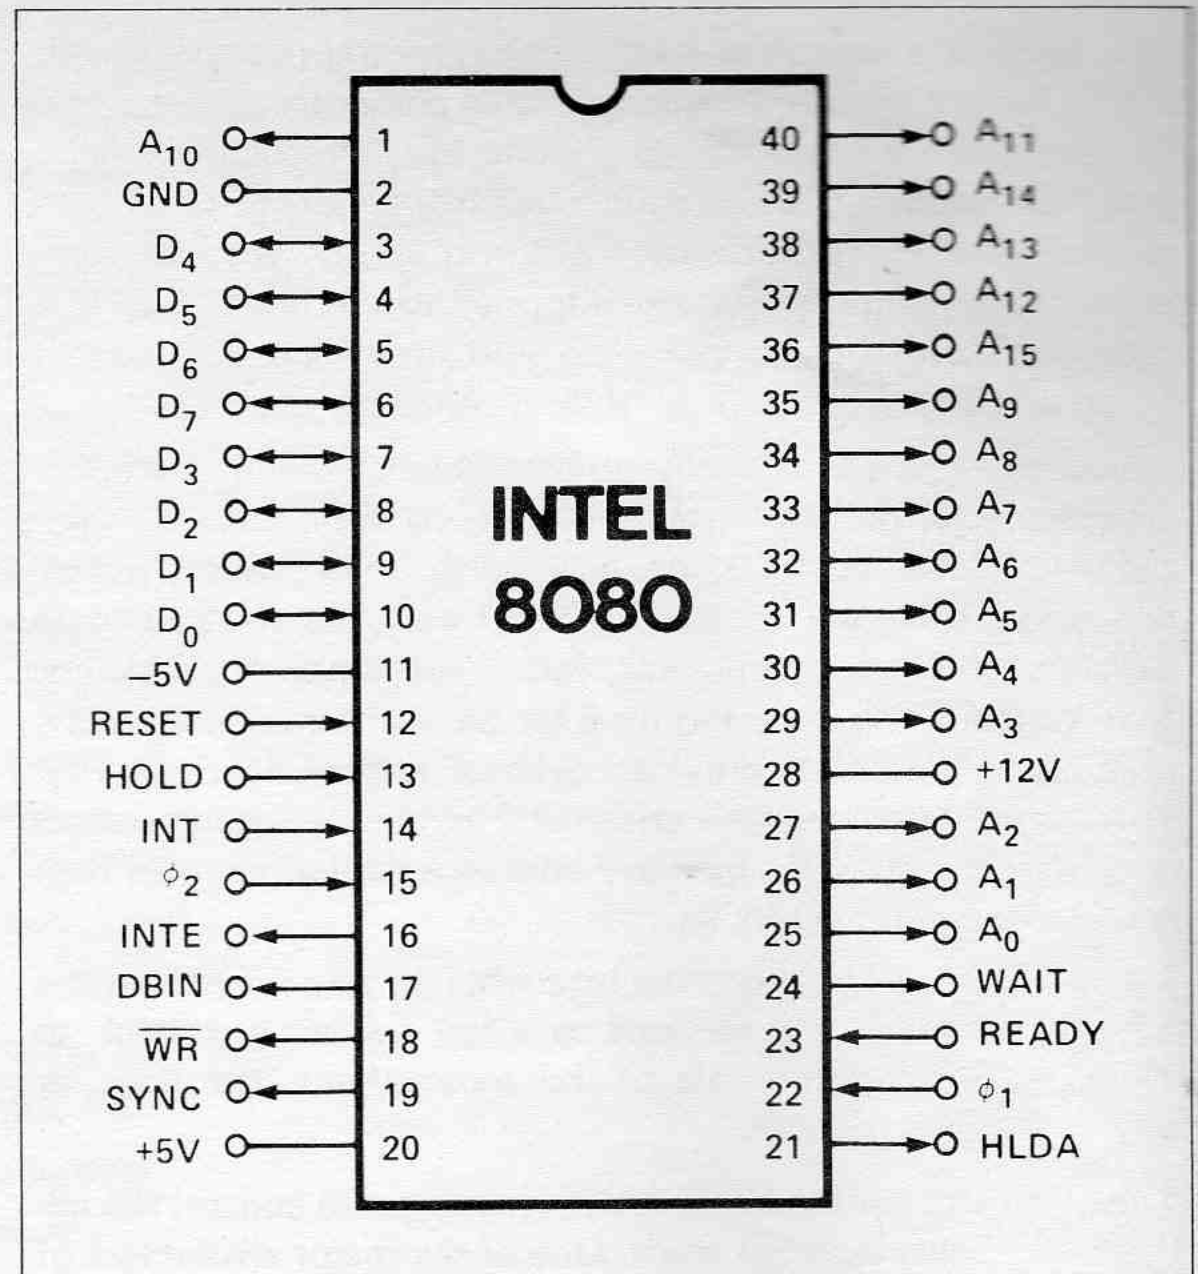 A10 1 40 A11
GND 2 39 A14
D4 3 38 A13
D5 4 37 A12
D6 5 36 A15
D7 6 35 A9
D3 7 34 A8
D2 8 33 A7
INTEL
D1 9 32 A6
D0 10 31 A5
8080
-5V 11 30 A4
RESET 12 29 A3
HOLD 13 28 +12V
INT 14 27 A2
ϕ2 15 26 A1
INTE 16 25 A0
DBIN 17 24 WAIT
W̅R̅ 18 23 READY
SYNC 19 22 ϕ1
+5V 20 21 HLDA